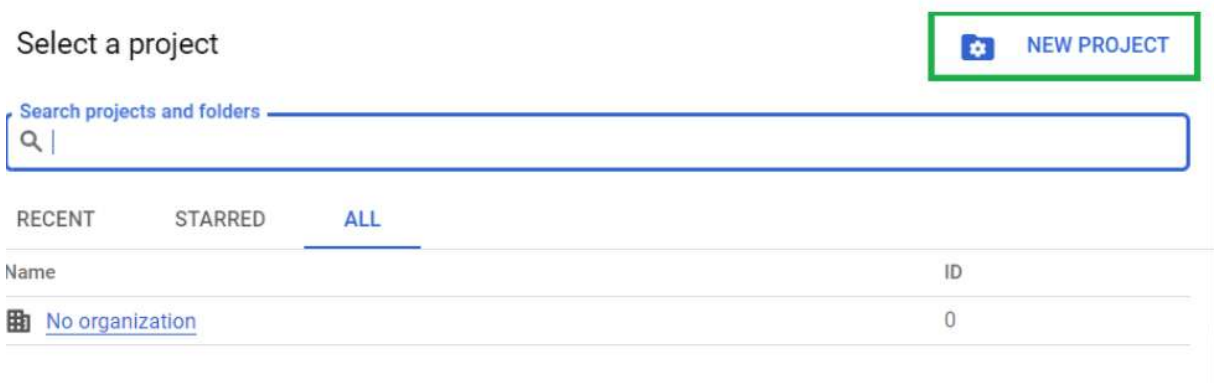 Select a project
NEW PROJECT
Search projects and folders
RECENT STARRED ALL
Name ID
No organization 0